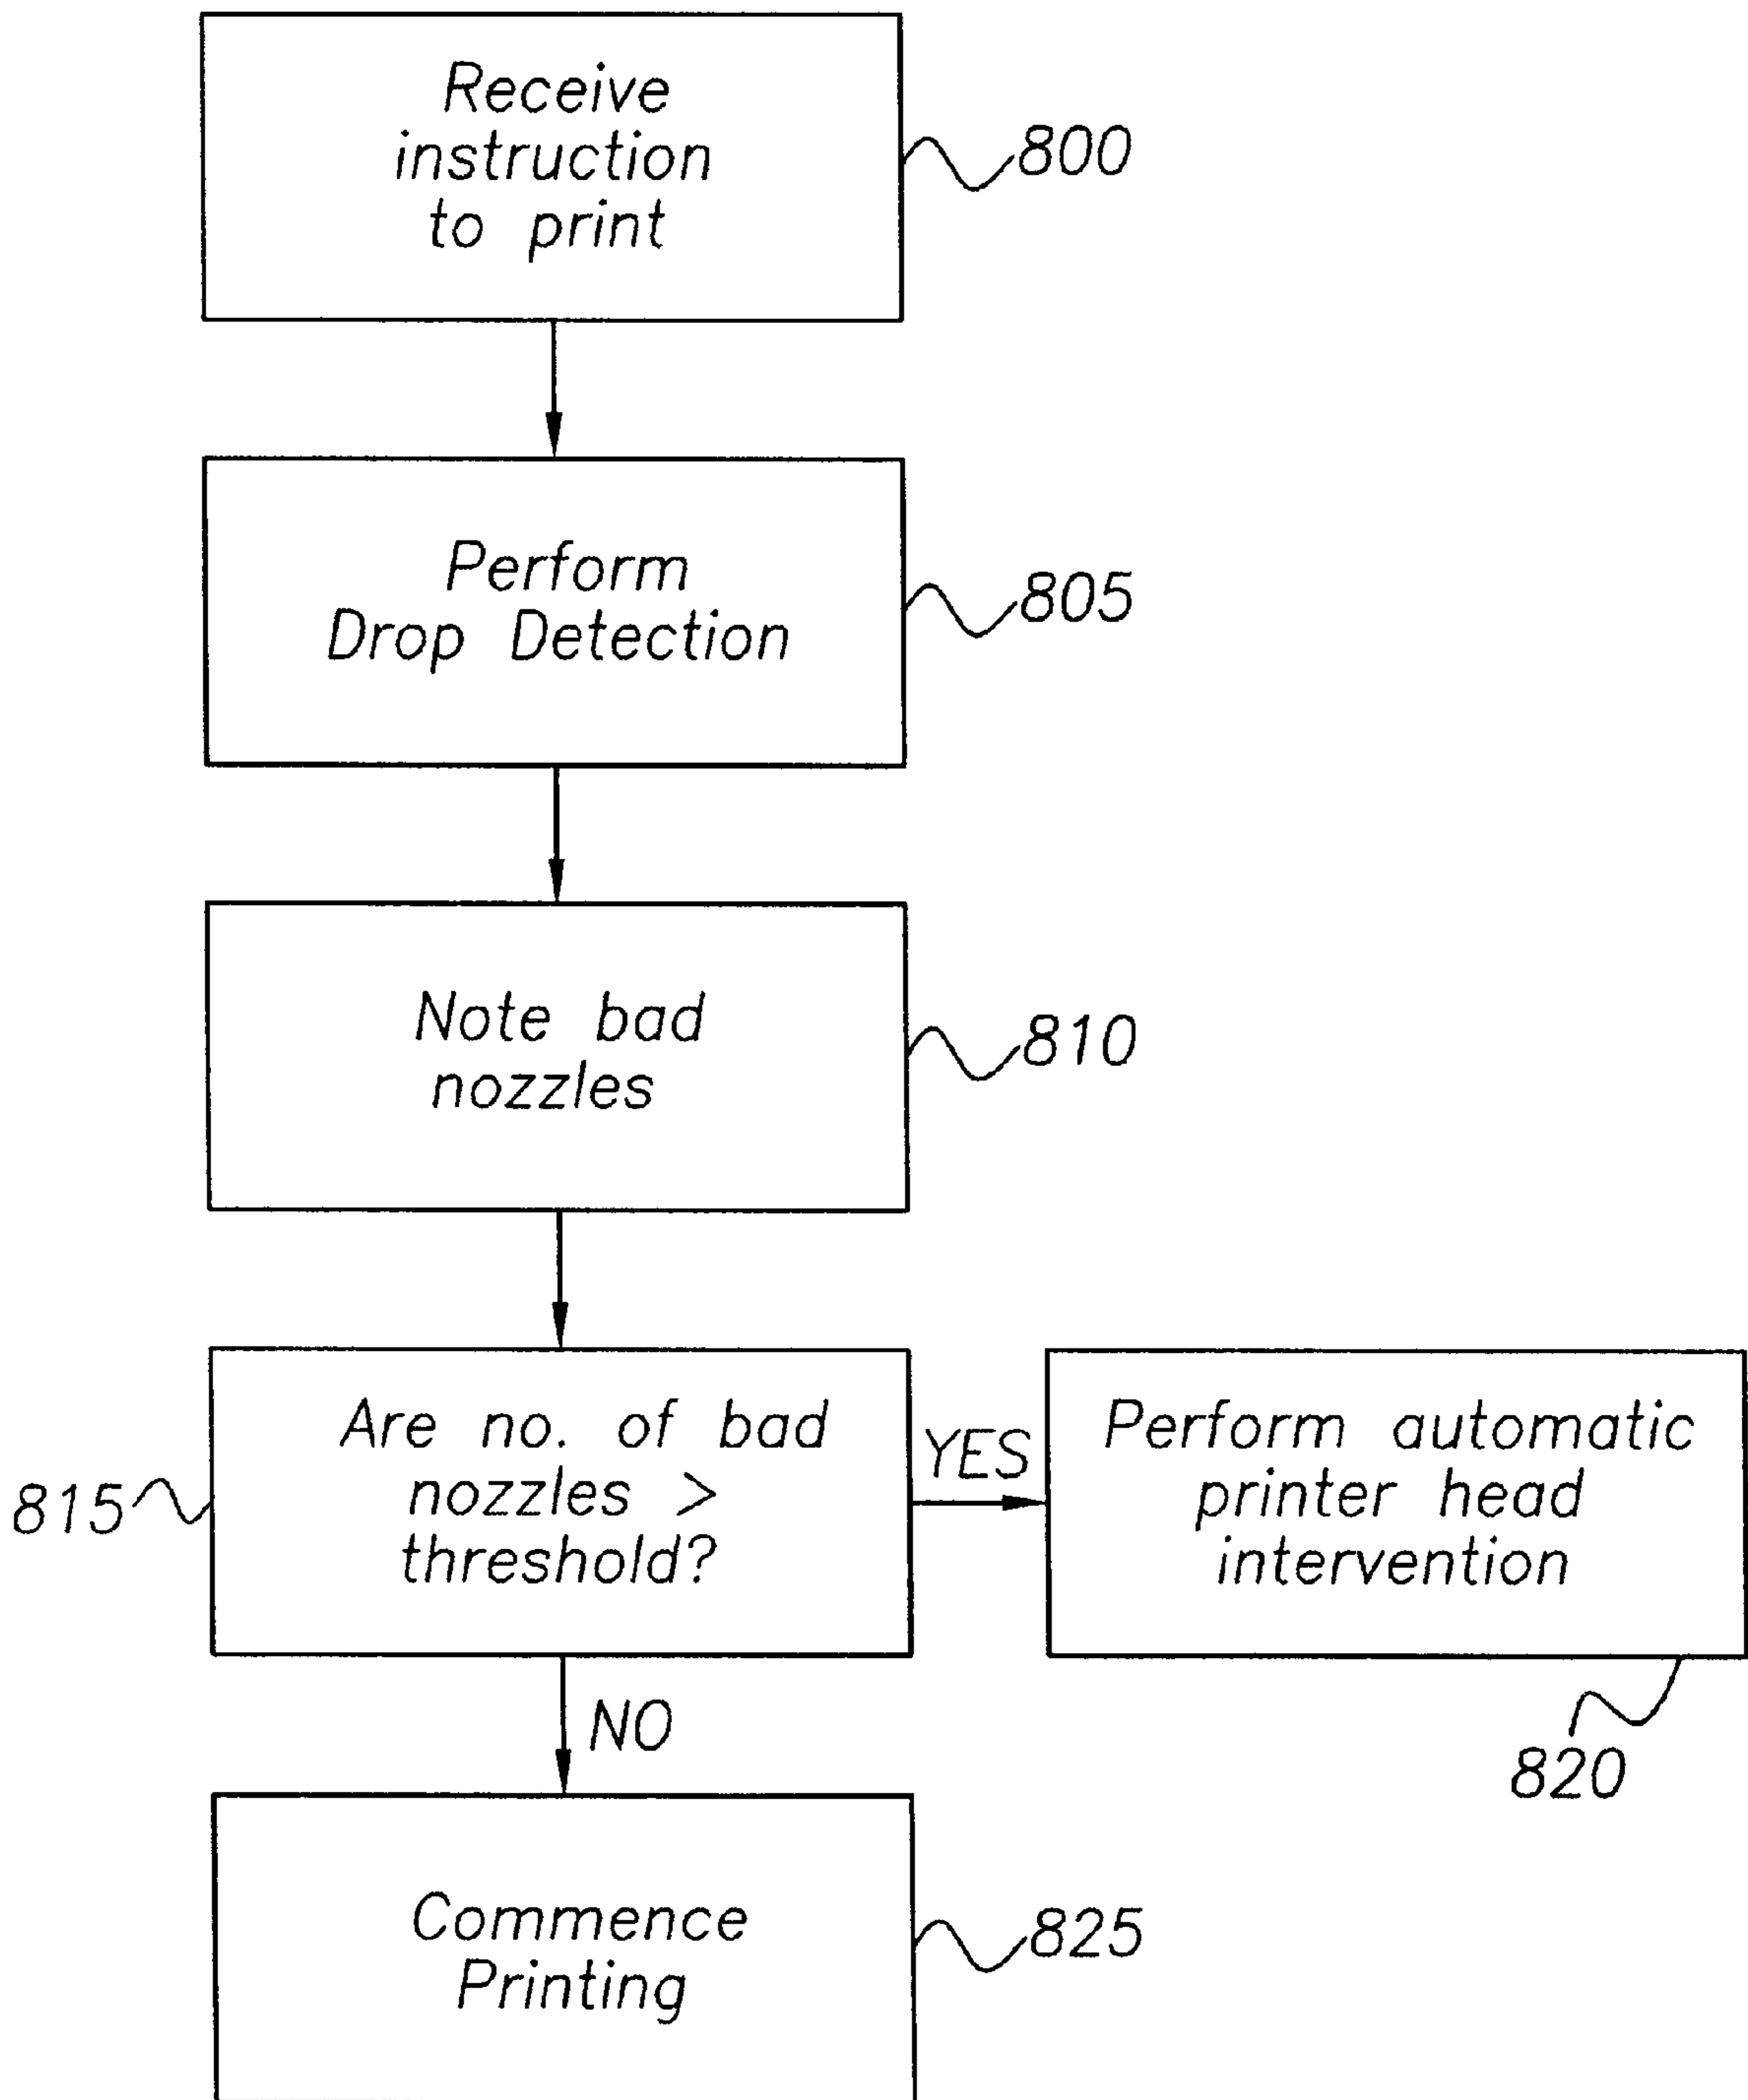 Receive
instruction
to print
800
Perform
Drop Detection
805
Note bad
nozzles
810
Are no. of bad
nozzles >
threshold?
815
YES
Perform automatic
printer head
intervention
820
NO
Commence
Printing
825